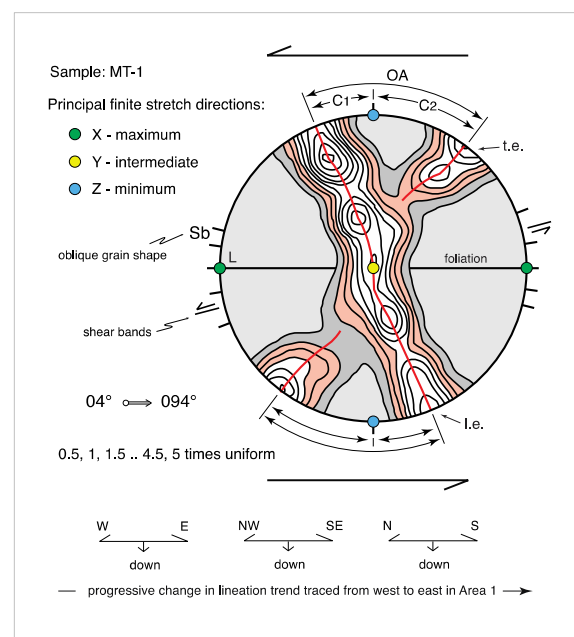 Sample: MT-1
OA
Principal finite stretch directions:
C1
C2
X - maximum
Y - intermediate
Z - minimum
t.e.
Sb
oblique grain shape
L
foliation
shear bands
04° 094°
l.e.
0.5, 1, 1.5 .. 4.5, 5 times uniform
W E NW SE N S
down down down
progressive change in lineation trend traced from west to east in Area 1